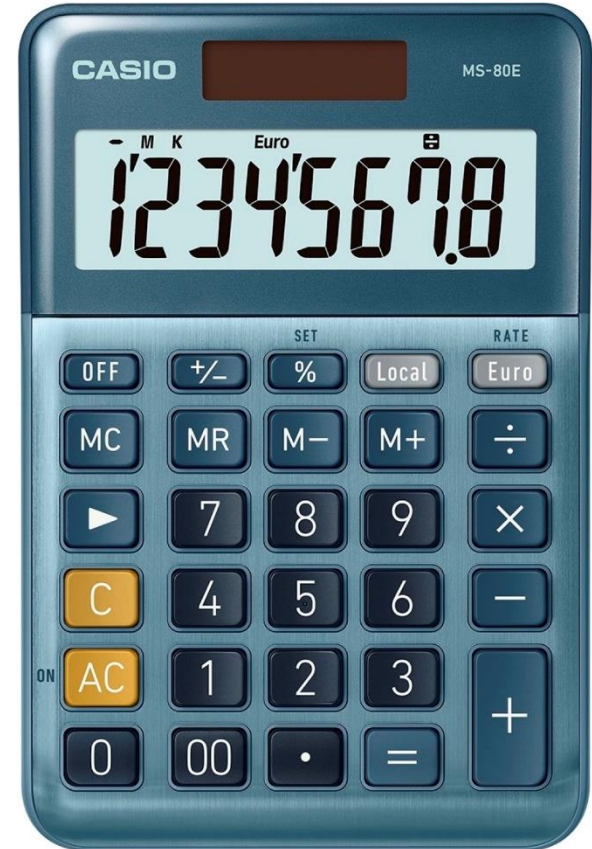 CASIO MS-80E
- M K Euro ÷
1'234'567.8
SET RATE
OFF +/− % Local Euro
MC MR M− M+ ÷
▶ 7 8 9 ×
C 4 5 6 −
ON AC 1 2 3 +
0 00 • =